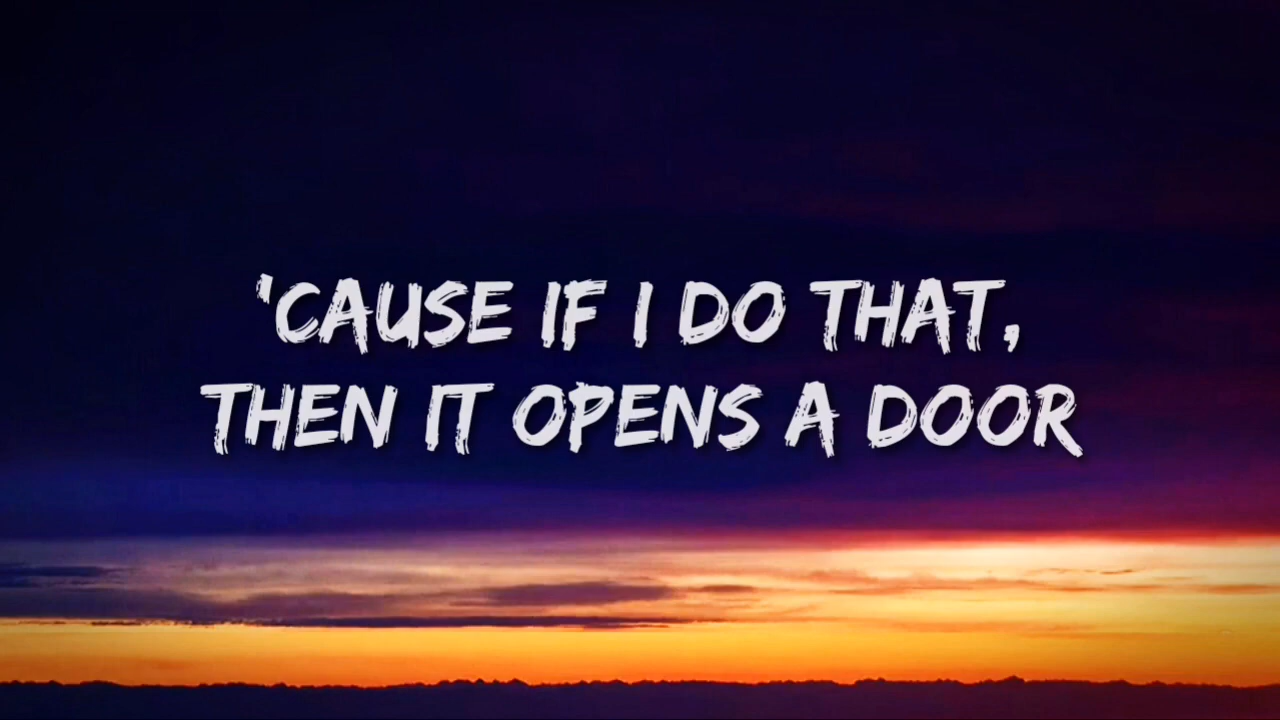 'CAUSE IF I DO THAT,
THEN IT OPENS A DOOR